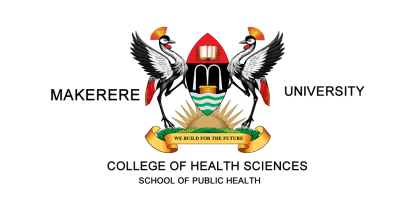 MAKERERE UNIVERSITY
WE BUILD FOR THE FUTURE
COLLEGE OF HEALTH SCIENCES
SCHOOL OF PUBLIC HEALTH